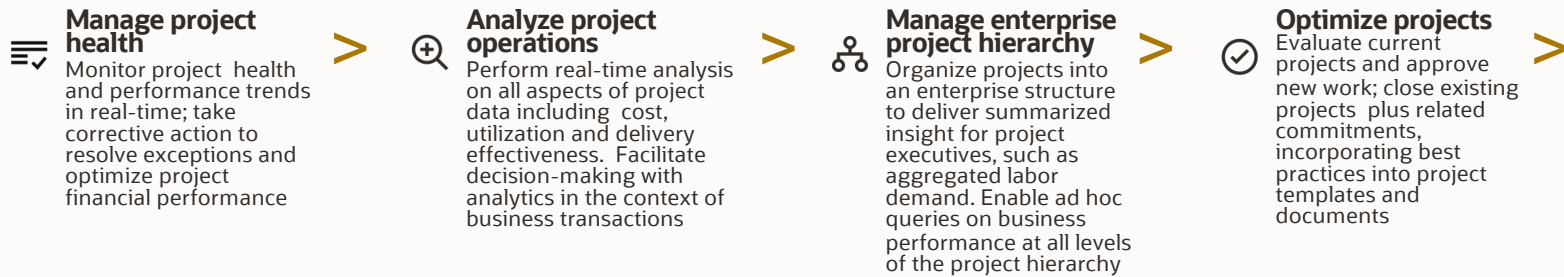 Manage project
health
Monitor project  health
and performance trends
in real-time; take
corrective action to
resolve exceptions and
optimize project
financial performance
>
Analyze project
operations
Perform real-time analysis
on all aspects of project
data including  cost,
utilization and delivery
effectiveness.  Facilitate
decision-making with
analytics in the context of
business transactions
>
Manage enterprise
project hierarchy
Organize projects into
an enterprise structure
to deliver summarized
insight for project
executives, such as
aggregated labor
demand. Enable ad hoc
queries on business
performance at all levels
of the project hierarchy
>
Optimize projects
Evaluate current
projects and approve
new work; close existing
projects  plus related
commitments,
incorporating best
practices into project
templates and
documents
>